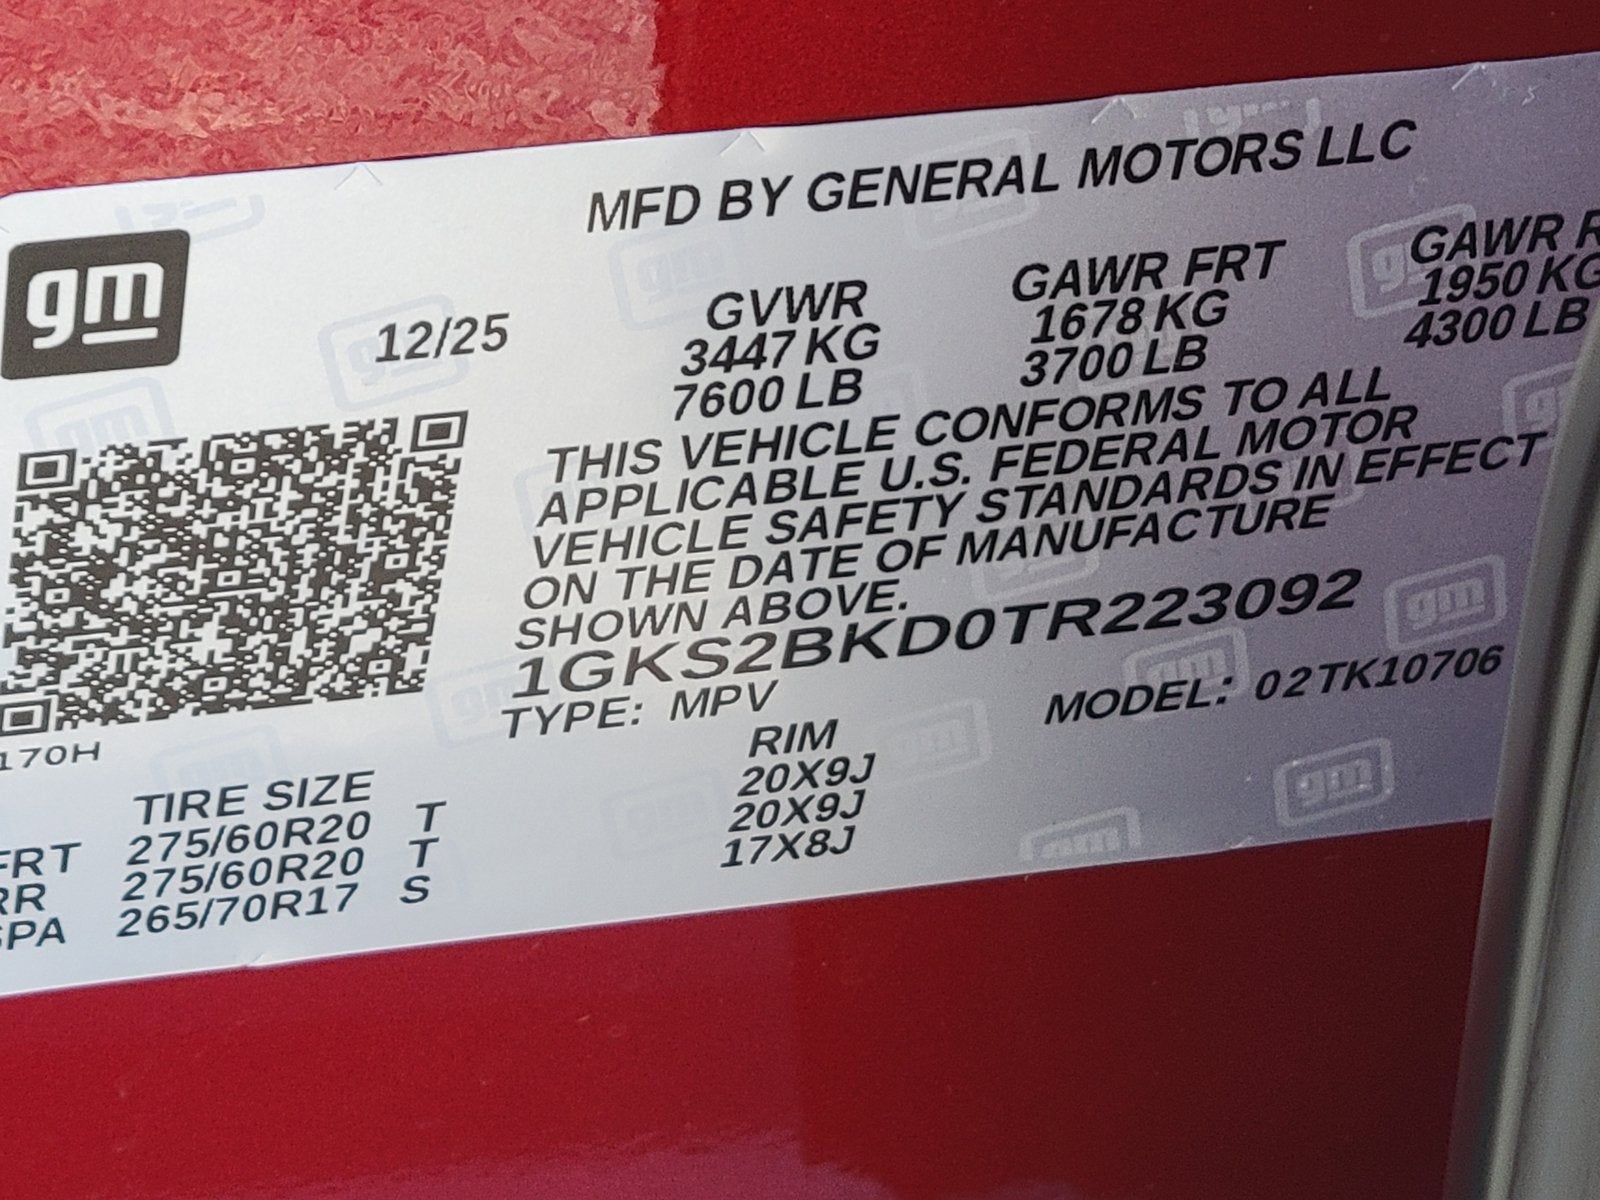 MFD BY GENERAL MOTORS LLC
gm
12/25
GVWR GAWR FRT GAWR
3447 KG 1678 KG 1950 KG
7600 LB 3700 LB 4300 LB
THIS VEHICLE CONFORMS TO ALL
APPLICABLE U.S. FEDERAL MOTOR
VEHICLE SAFETY STANDARDS IN EFFECT
ON THE DATE OF MANUFACTURE
SHOWN ABOVE.
1GKS2BKD0TR223092
TYPE: MPV MODEL: 02TK10706
170H
TIRE SIZE RIM
FRT 275/60R20 T 20X9J
RR 275/60R20 T 20X9J
SPA 265/70R17 S 17X8J